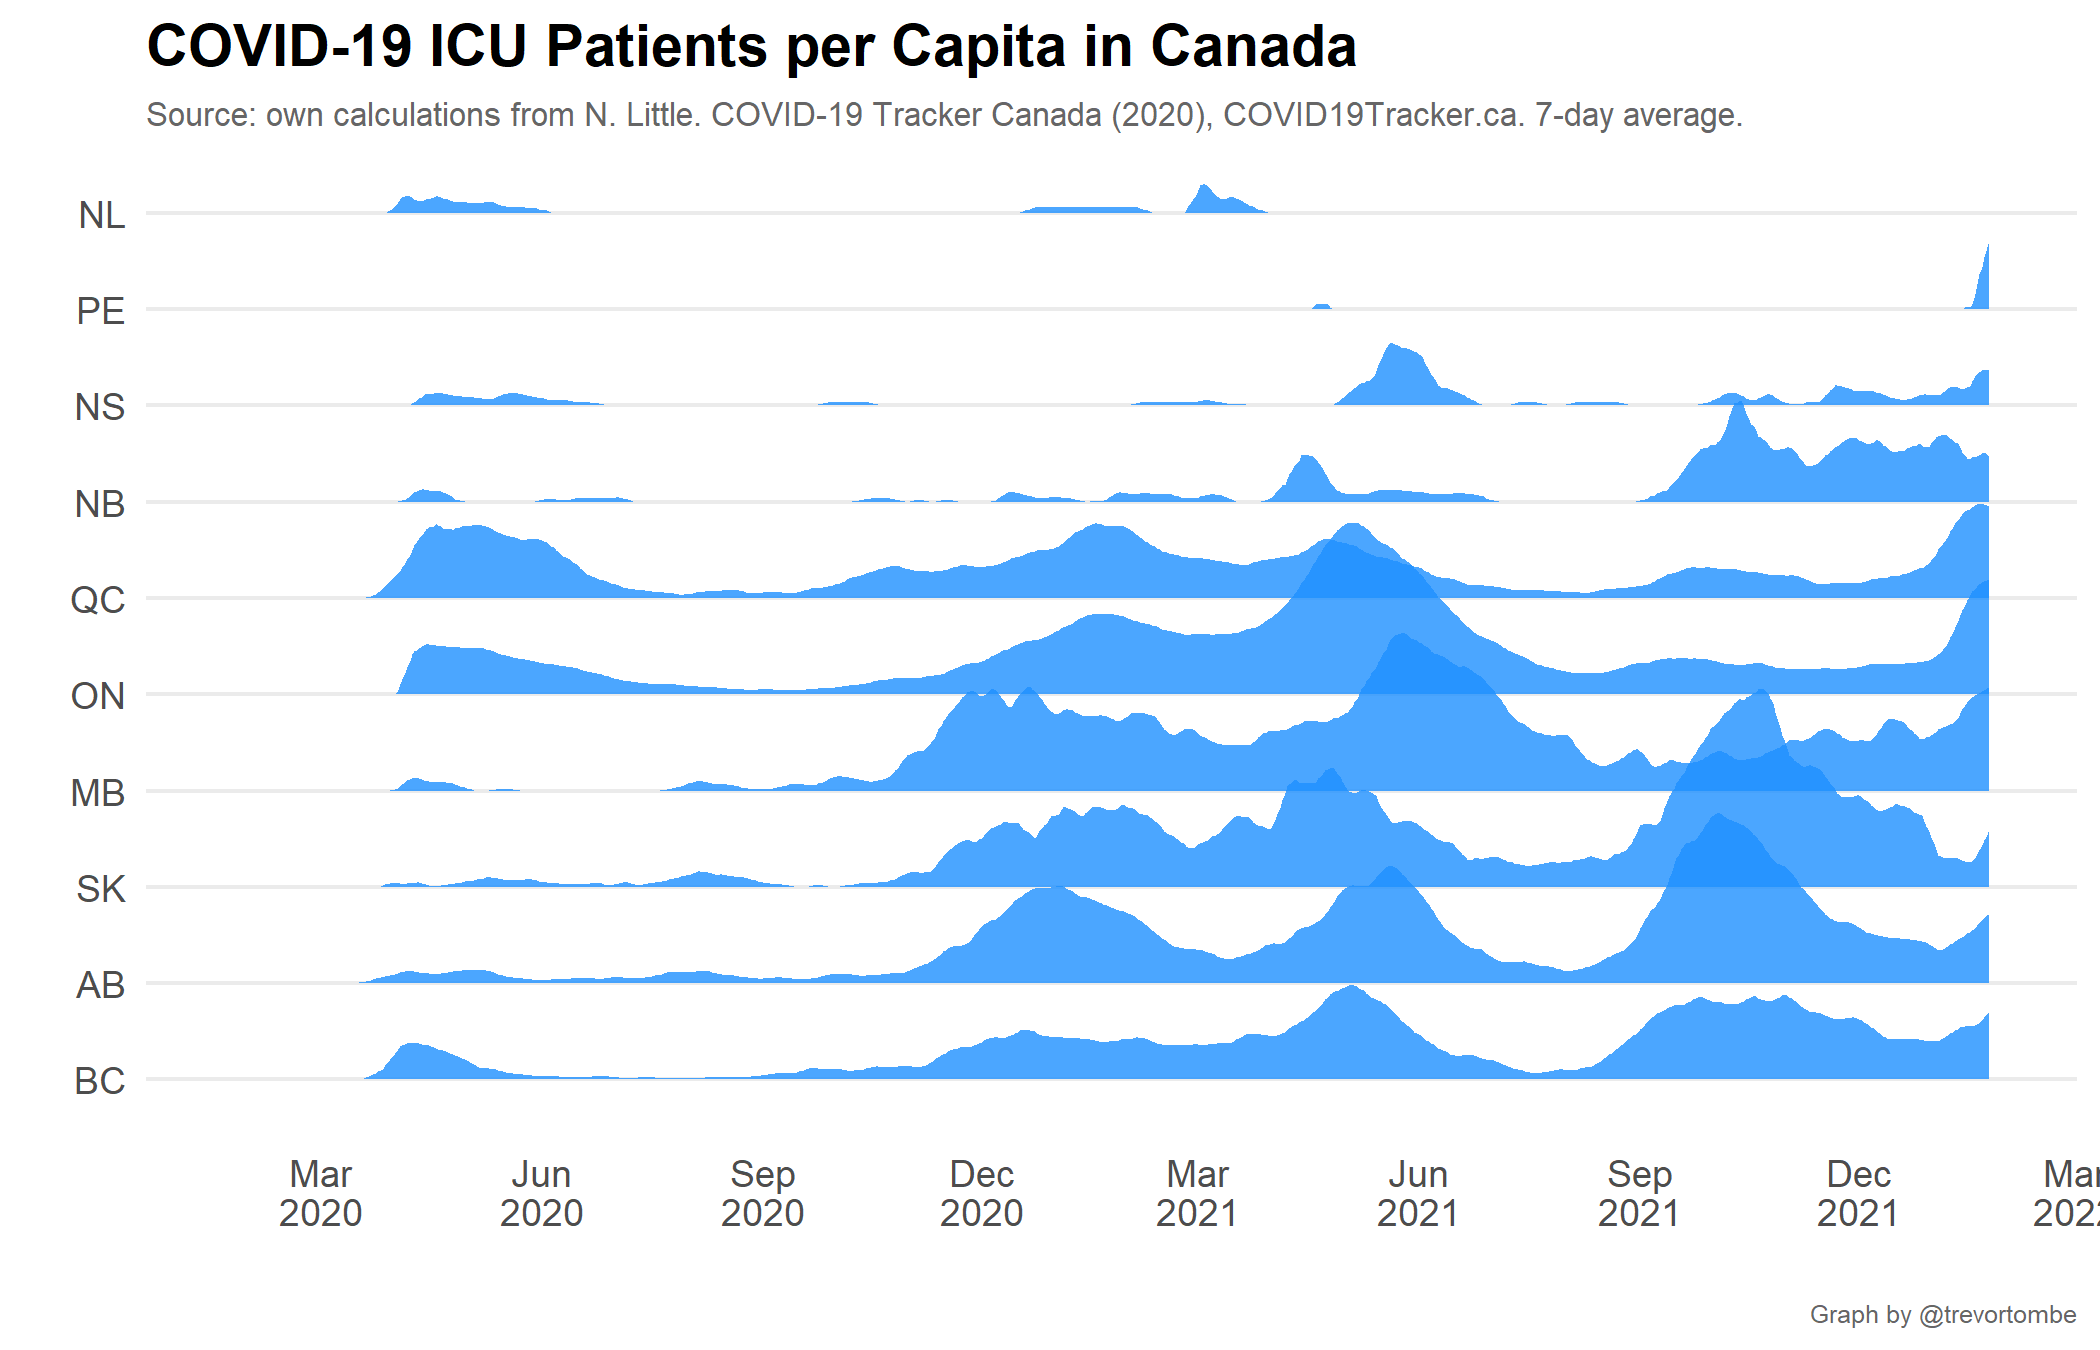 COVID-19 ICU Patients per Capita in Canada
Source: own calculations from N. Little. COVID-19 Tracker Canada (2020), COVID19Tracker.ca. 7-day average.
NL
PE
NS
NB
QC
ON
MB
SK
AB
BC
Mar Jun Sep Dec Mar Jun Sep Dec Mar
2020 2020 2020 2020 2021 2021 2021 2021 2022
Graph by @trevortombe